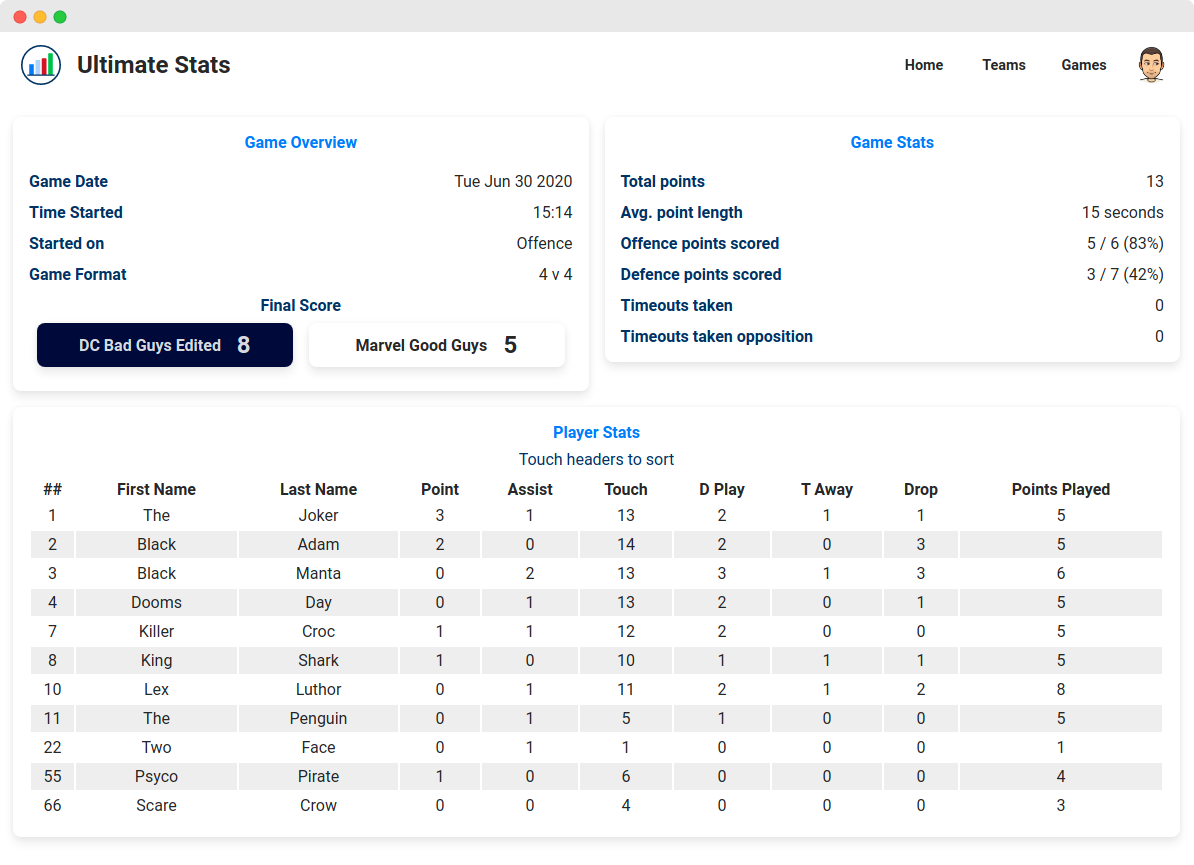 Ultimate Stats
Home Teams Games
Game Overview
Game Date Tue Jun 30 2020
Time Started 15:14
Started on Offence
Game Format 4 v 4
Final Score
DC Bad Guys Edited 8 Marvel Good Guys 5
Game Stats
Total points 13
Avg. point length 15 seconds
Offence points scored 5 / 6 (83%)
Defence points scored 3 / 7 (42%)
Timeouts taken 0
Timeouts taken opposition 0
Player Stats
Touch headers to sort
## First Name Last Name Point Assist Touch D Play T Away Drop Points Played
1 The Joker 3 1 13 2 1 1 5
2 Black Adam 2 0 14 2 0 3 5
3 Black Manta 0 2 13 3 1 3 6
4 Dooms Day 0 1 13 2 0 1 5
7 Killer Croc 1 1 12 2 0 0 5
8 King Shark 1 0 10 1 1 1 5
10 Lex Luthor 0 1 11 2 1 2 8
11 The Penguin 0 1 5 1 0 0 5
22 Two Face 0 1 1 0 0 0 1
55 Psyco Pirate 1 0 6 0 0 0 4
66 Scare Crow 0 0 4 0 0 0 3